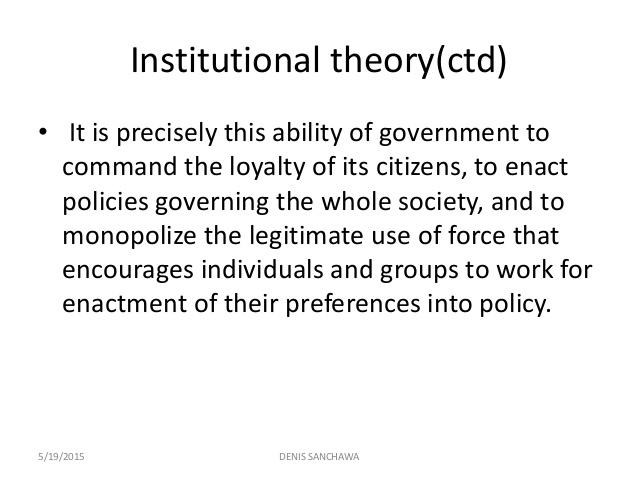 Institutional theory(ctd)
• It is precisely this ability of government to
command the loyalty of its citizens, to enact
policies governing the whole society, and to
monopolize the legitimate use of force that
encourages individuals and groups to work for
enactment of their preferences into policy.
5/19/2015
DENIS SANCHAWA